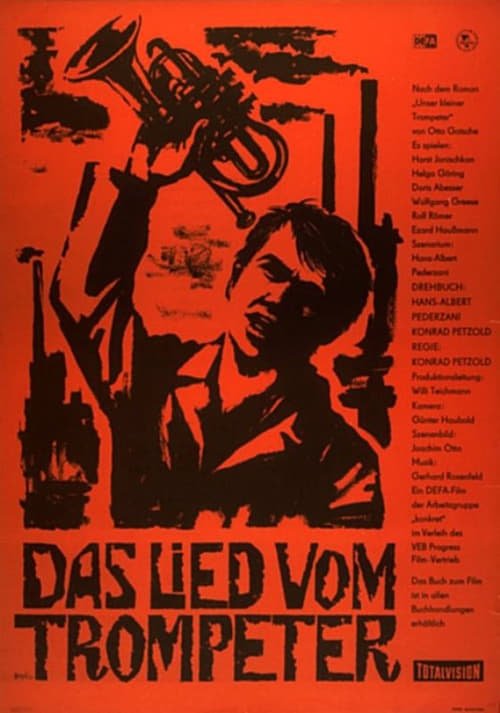 DEFA
Nach dem Roman
„Unser kleiner
Trompeter"
von Otto Gotsche
Es spielen:
Horst Jonischkan
Helga Göring
Doris Abesser
Wolfgang Greese
Rolf Römer
Ezard Haußmann
Szenarium:
Hans-Albert
Pederzani
DREHBUCH:
HANS-ALBERT
PEDERZANI
KONRAD PETZOLD
REGIE:
KONRAD PETZOLD
Produktionsleitung:
Willi Teichmann
Kamera:
Günter Haubold
Szenenbild:
Joachim Otto
Musik:
Gerhard Rosenfeld
Ein DEFA-Film
der Arbeitsgruppe
„konkret"
im Verleih des
VEB Progress
Film-Vertrieb
Das Buch zum Film
ist in allen
Buchhandlungen
erhältlich
DAS LiED VOM
TROMPETER
TOTALVISION